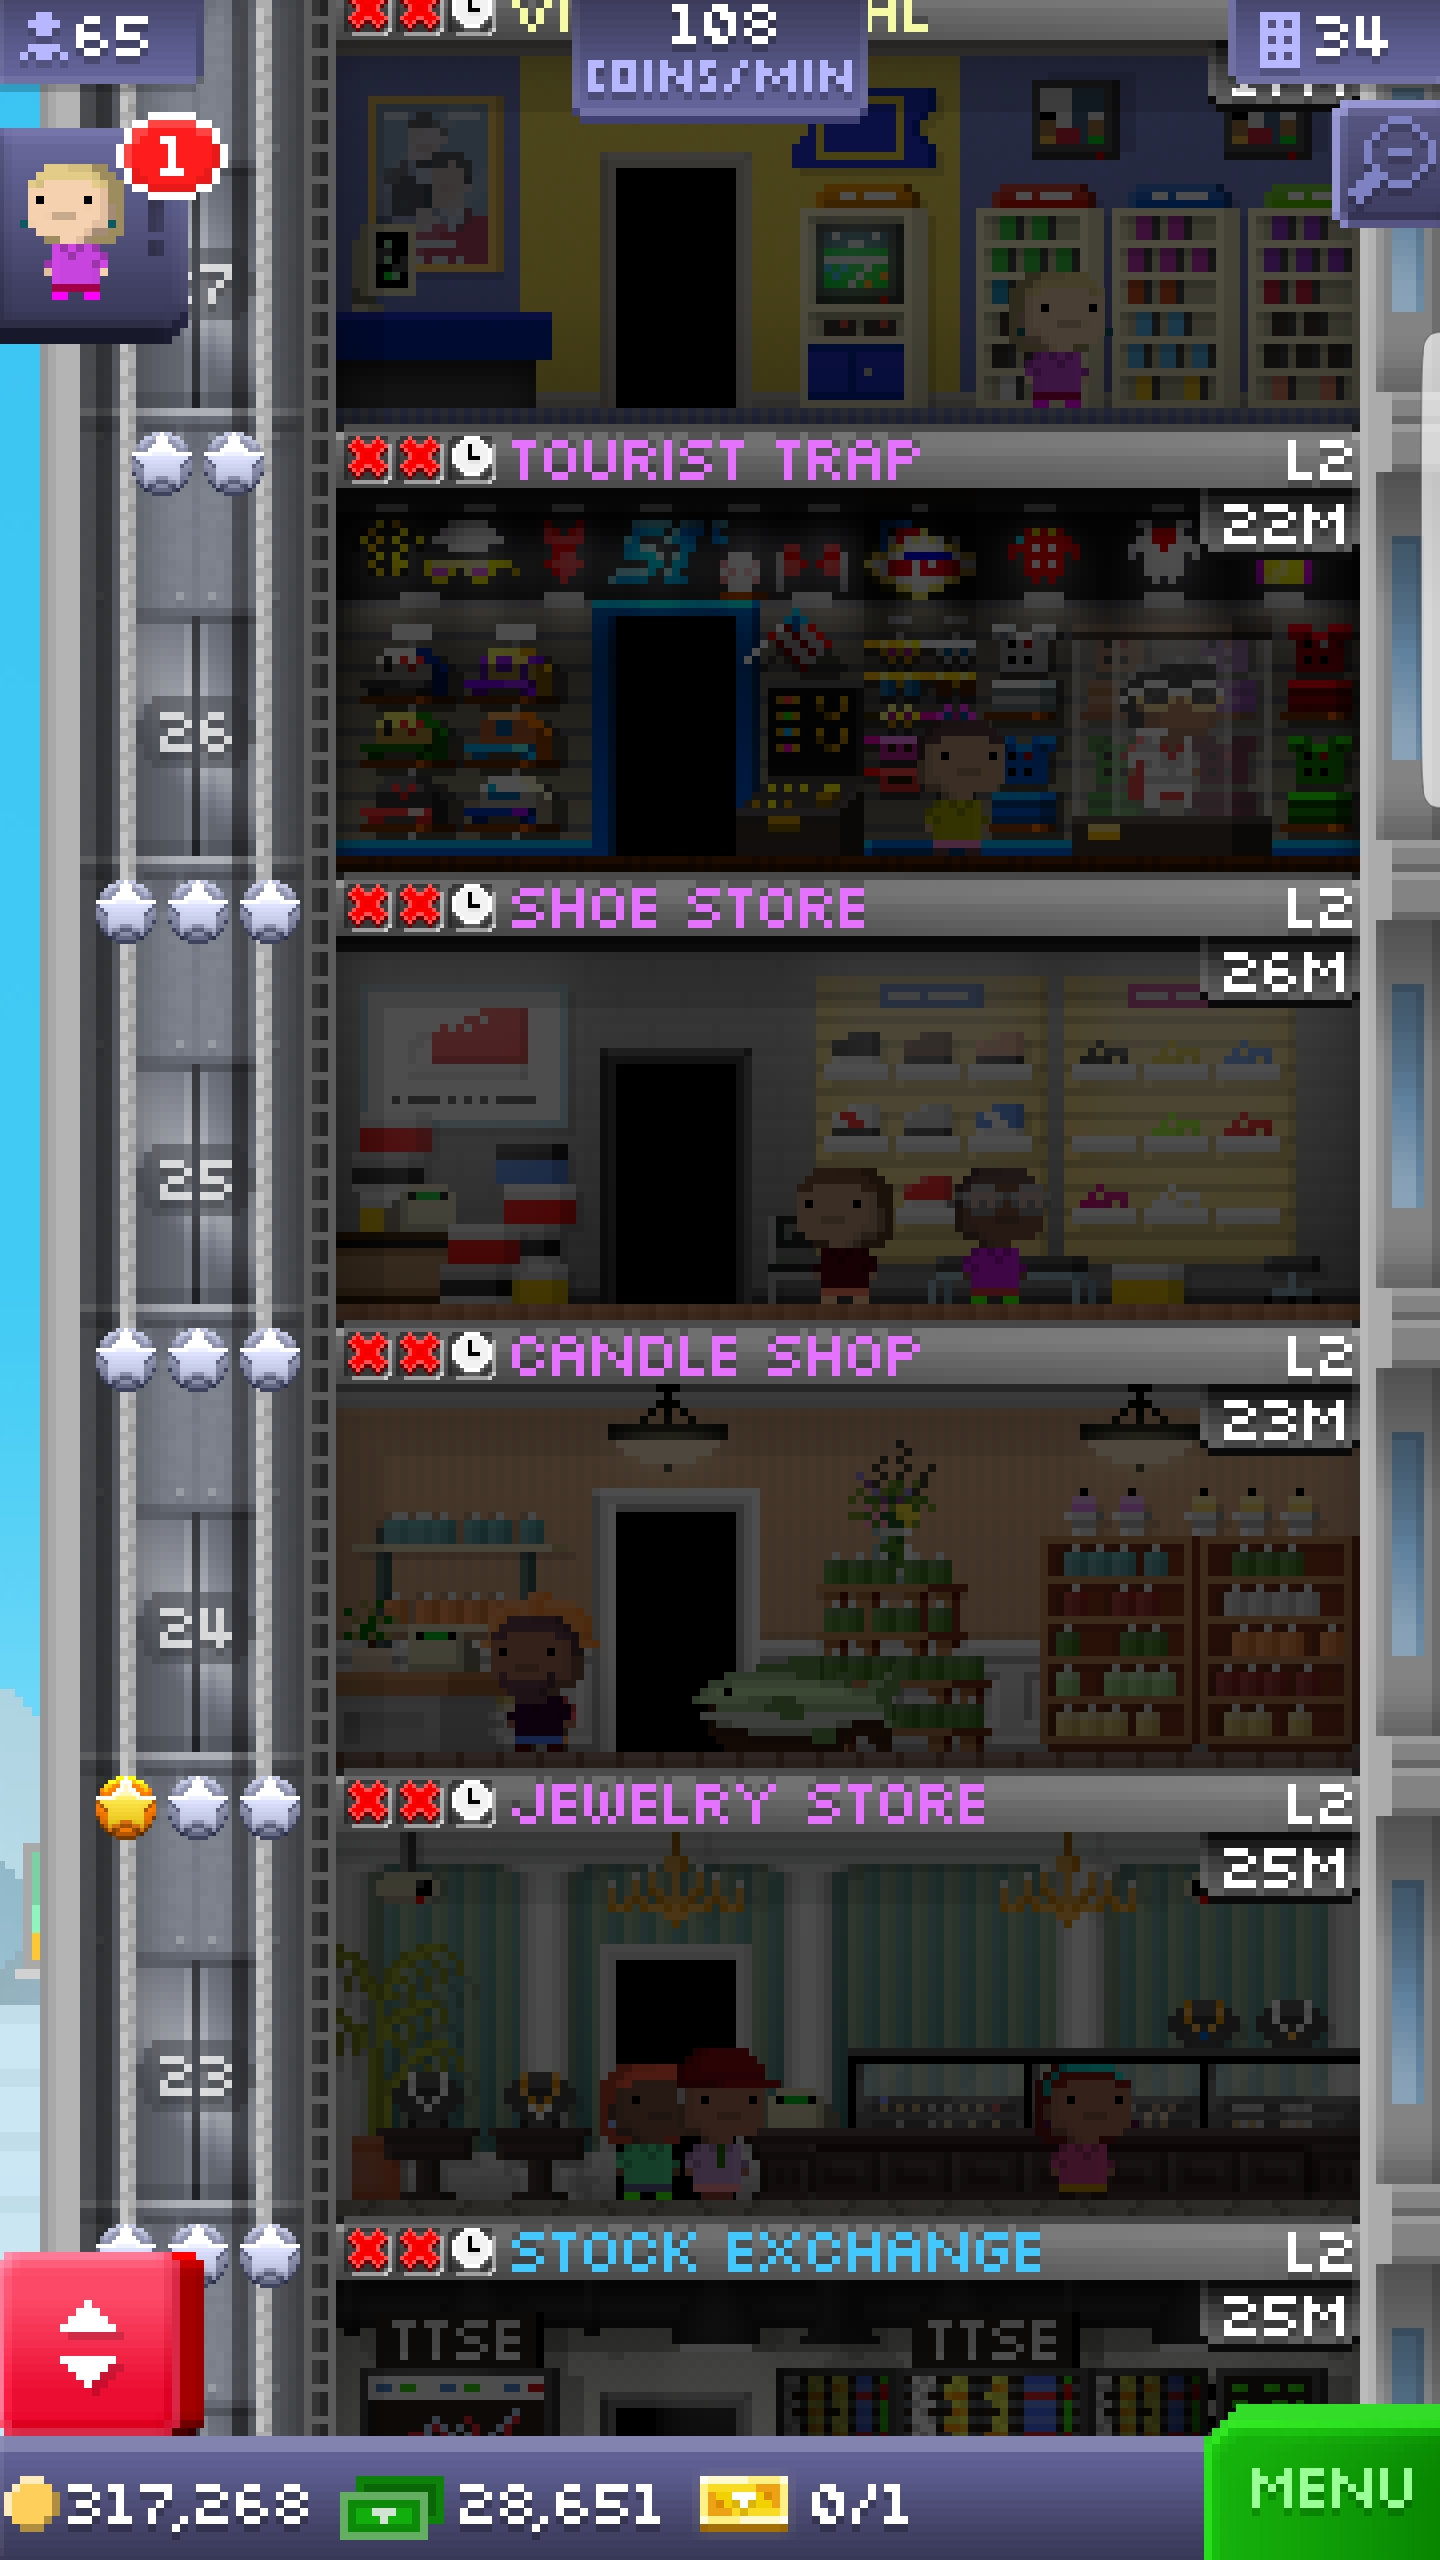 65
108
COINS/MIN
34
1
TOURIST TRAP L2
22M
26
SHOE STORE L2
26M
25
CANDLE SHOP L2
23M
24
JEWELRY STORE L2
25M
23
STOCK EXCHANGE L2
25M
TTSE TTSE
317,268 28,651 0/1 MENU